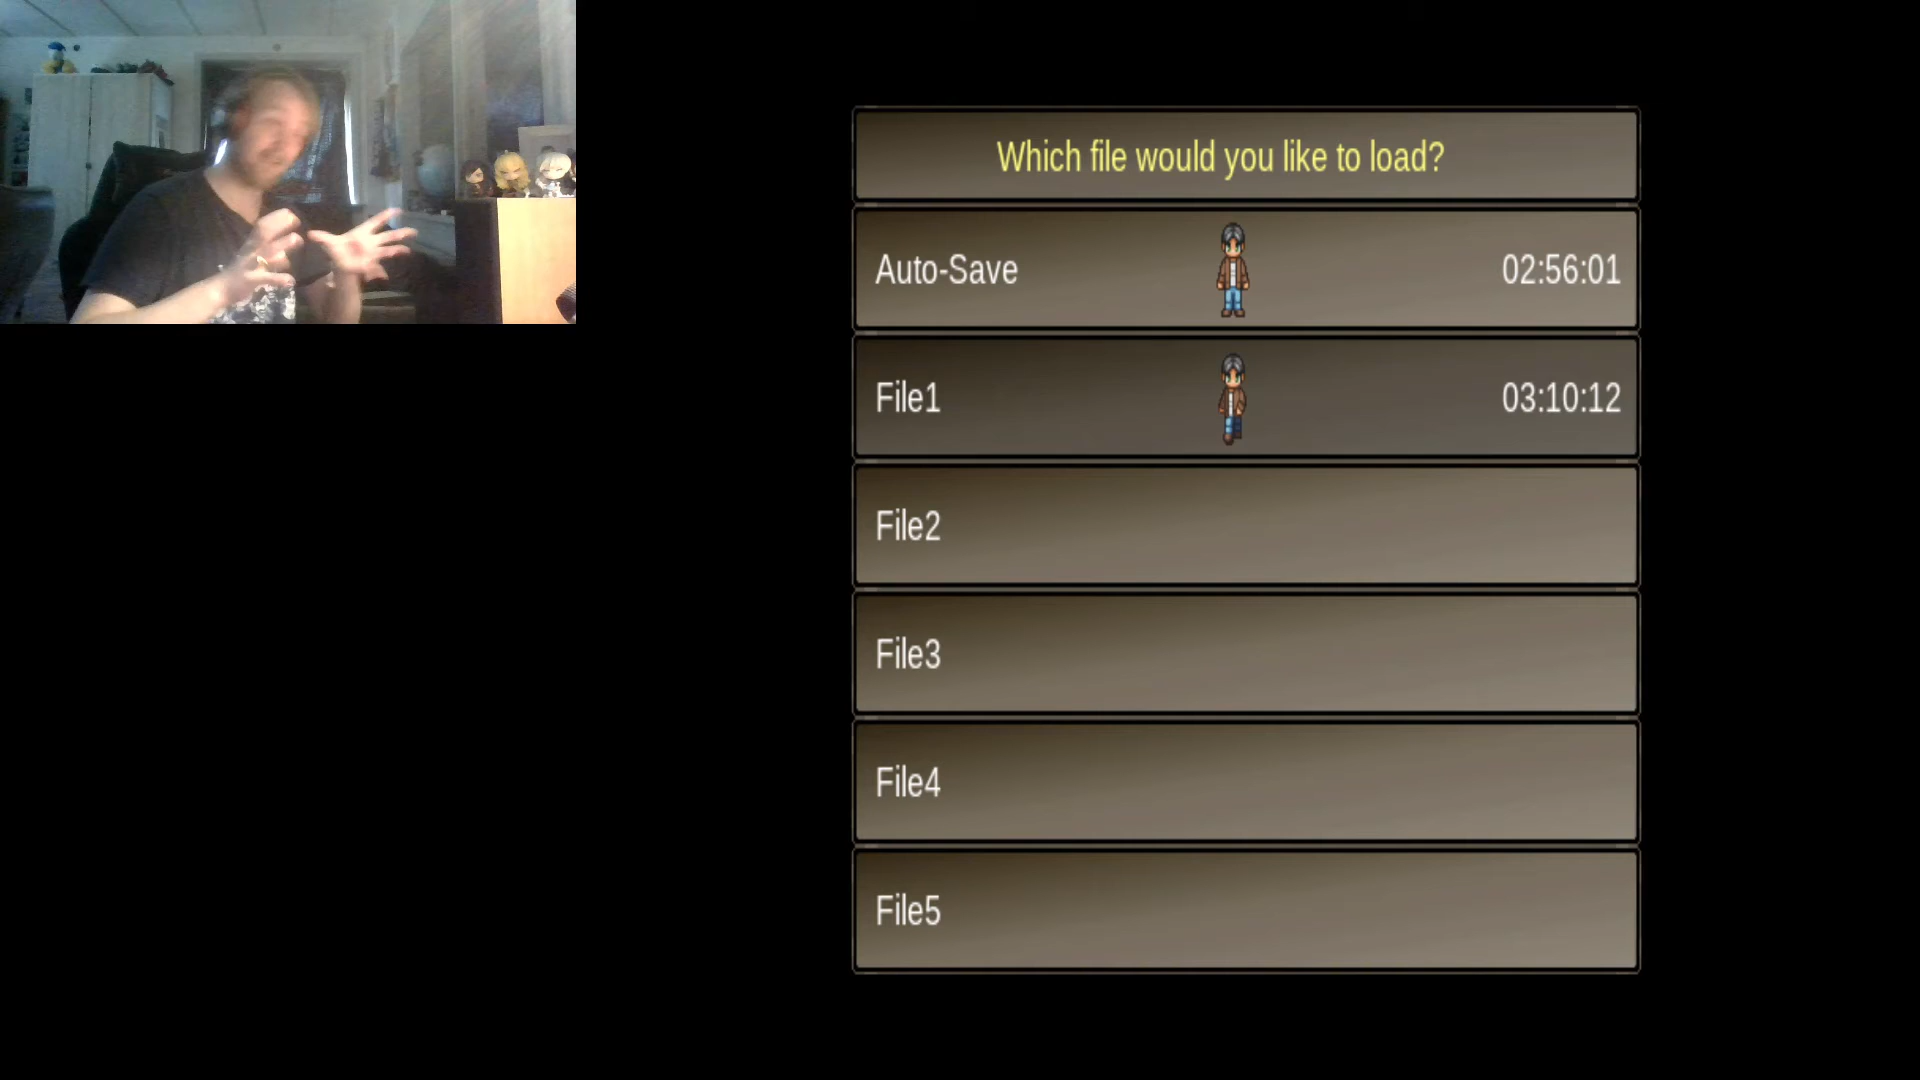 Which file would you like to load?
Auto-Save 02:56:01
File1 03:10:12
File2
File3
File4
File5